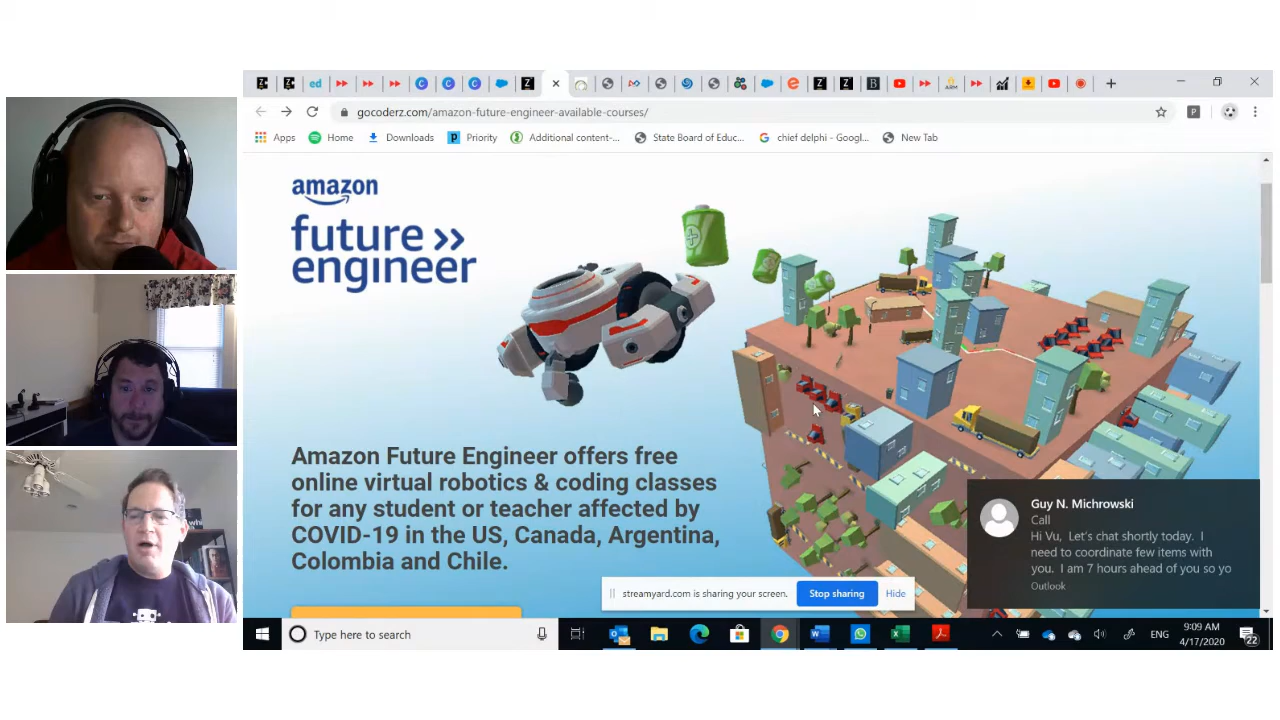 gocoderz.com/amazon-future-engineer-available-courses/
Apps Home Downloads Priority Additional content-... State Board of Educ... chief delphi - Googl... New Tab
amazon
future >>
engineer
Amazon Future Engineer offers free
online virtual robotics & coding classes
for any student or teacher affected by
COVID-19 in the US, Canada, Argentina,
Colombia and Chile.
Guy N. Michrowski
Call
Hi Vu, Let's chat shortly today. I
need to coordinate few items with
you. I am 7 hours ahead of you so yo
Outlook
streamyard.com is sharing your screen. Stop sharing Hide
Type here to search
ENG
9:09 AM
4/17/2020
22